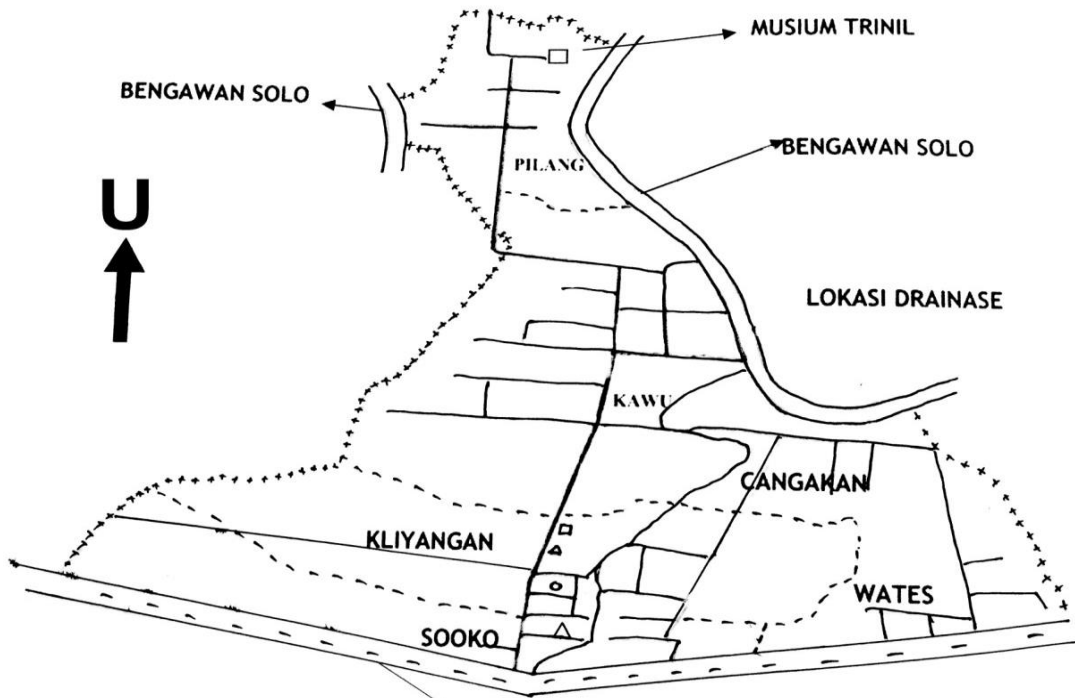 MUSIUM TRINIL
BENGAWAN SOLO
BENGAWAN SOLO
PILANG
U
LOKASI DRAINASE
KAWU
CANGAKAN
KLIYANGAN
WATES
SOOKO